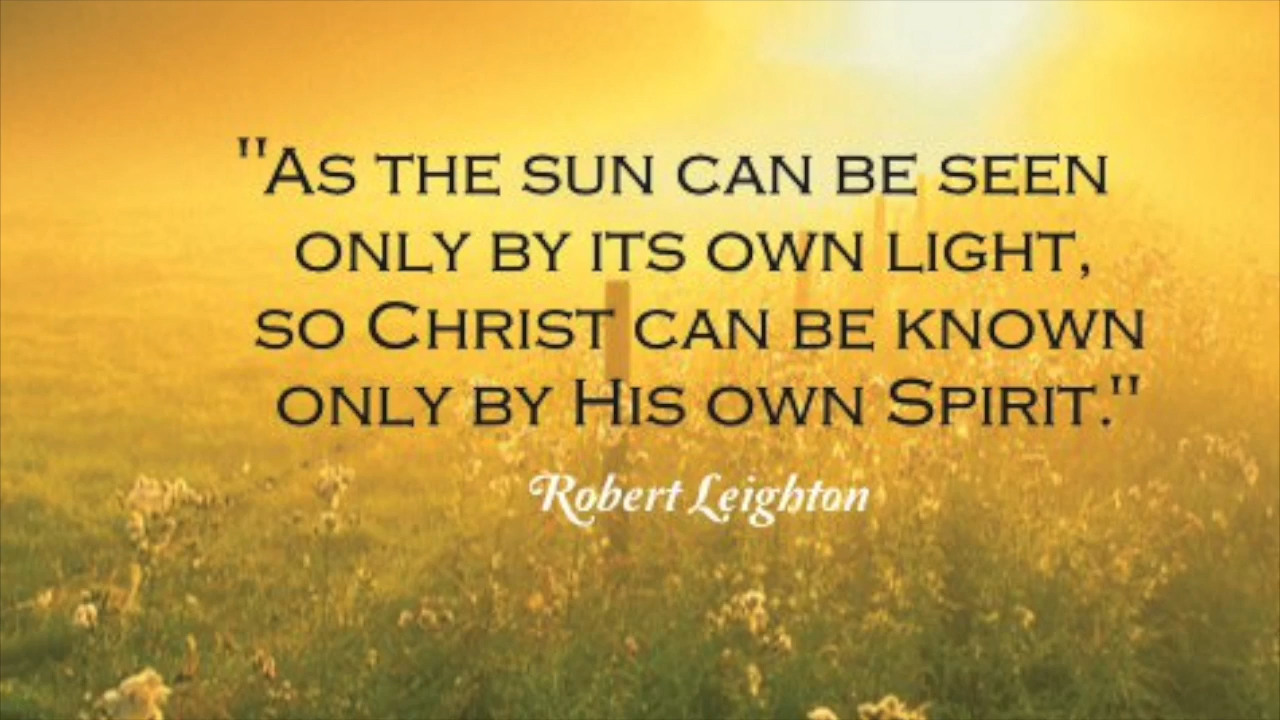 "As the sun can be seen
only by its own light,
so Christ can be known
only by His own Spirit."
Robert Leighton